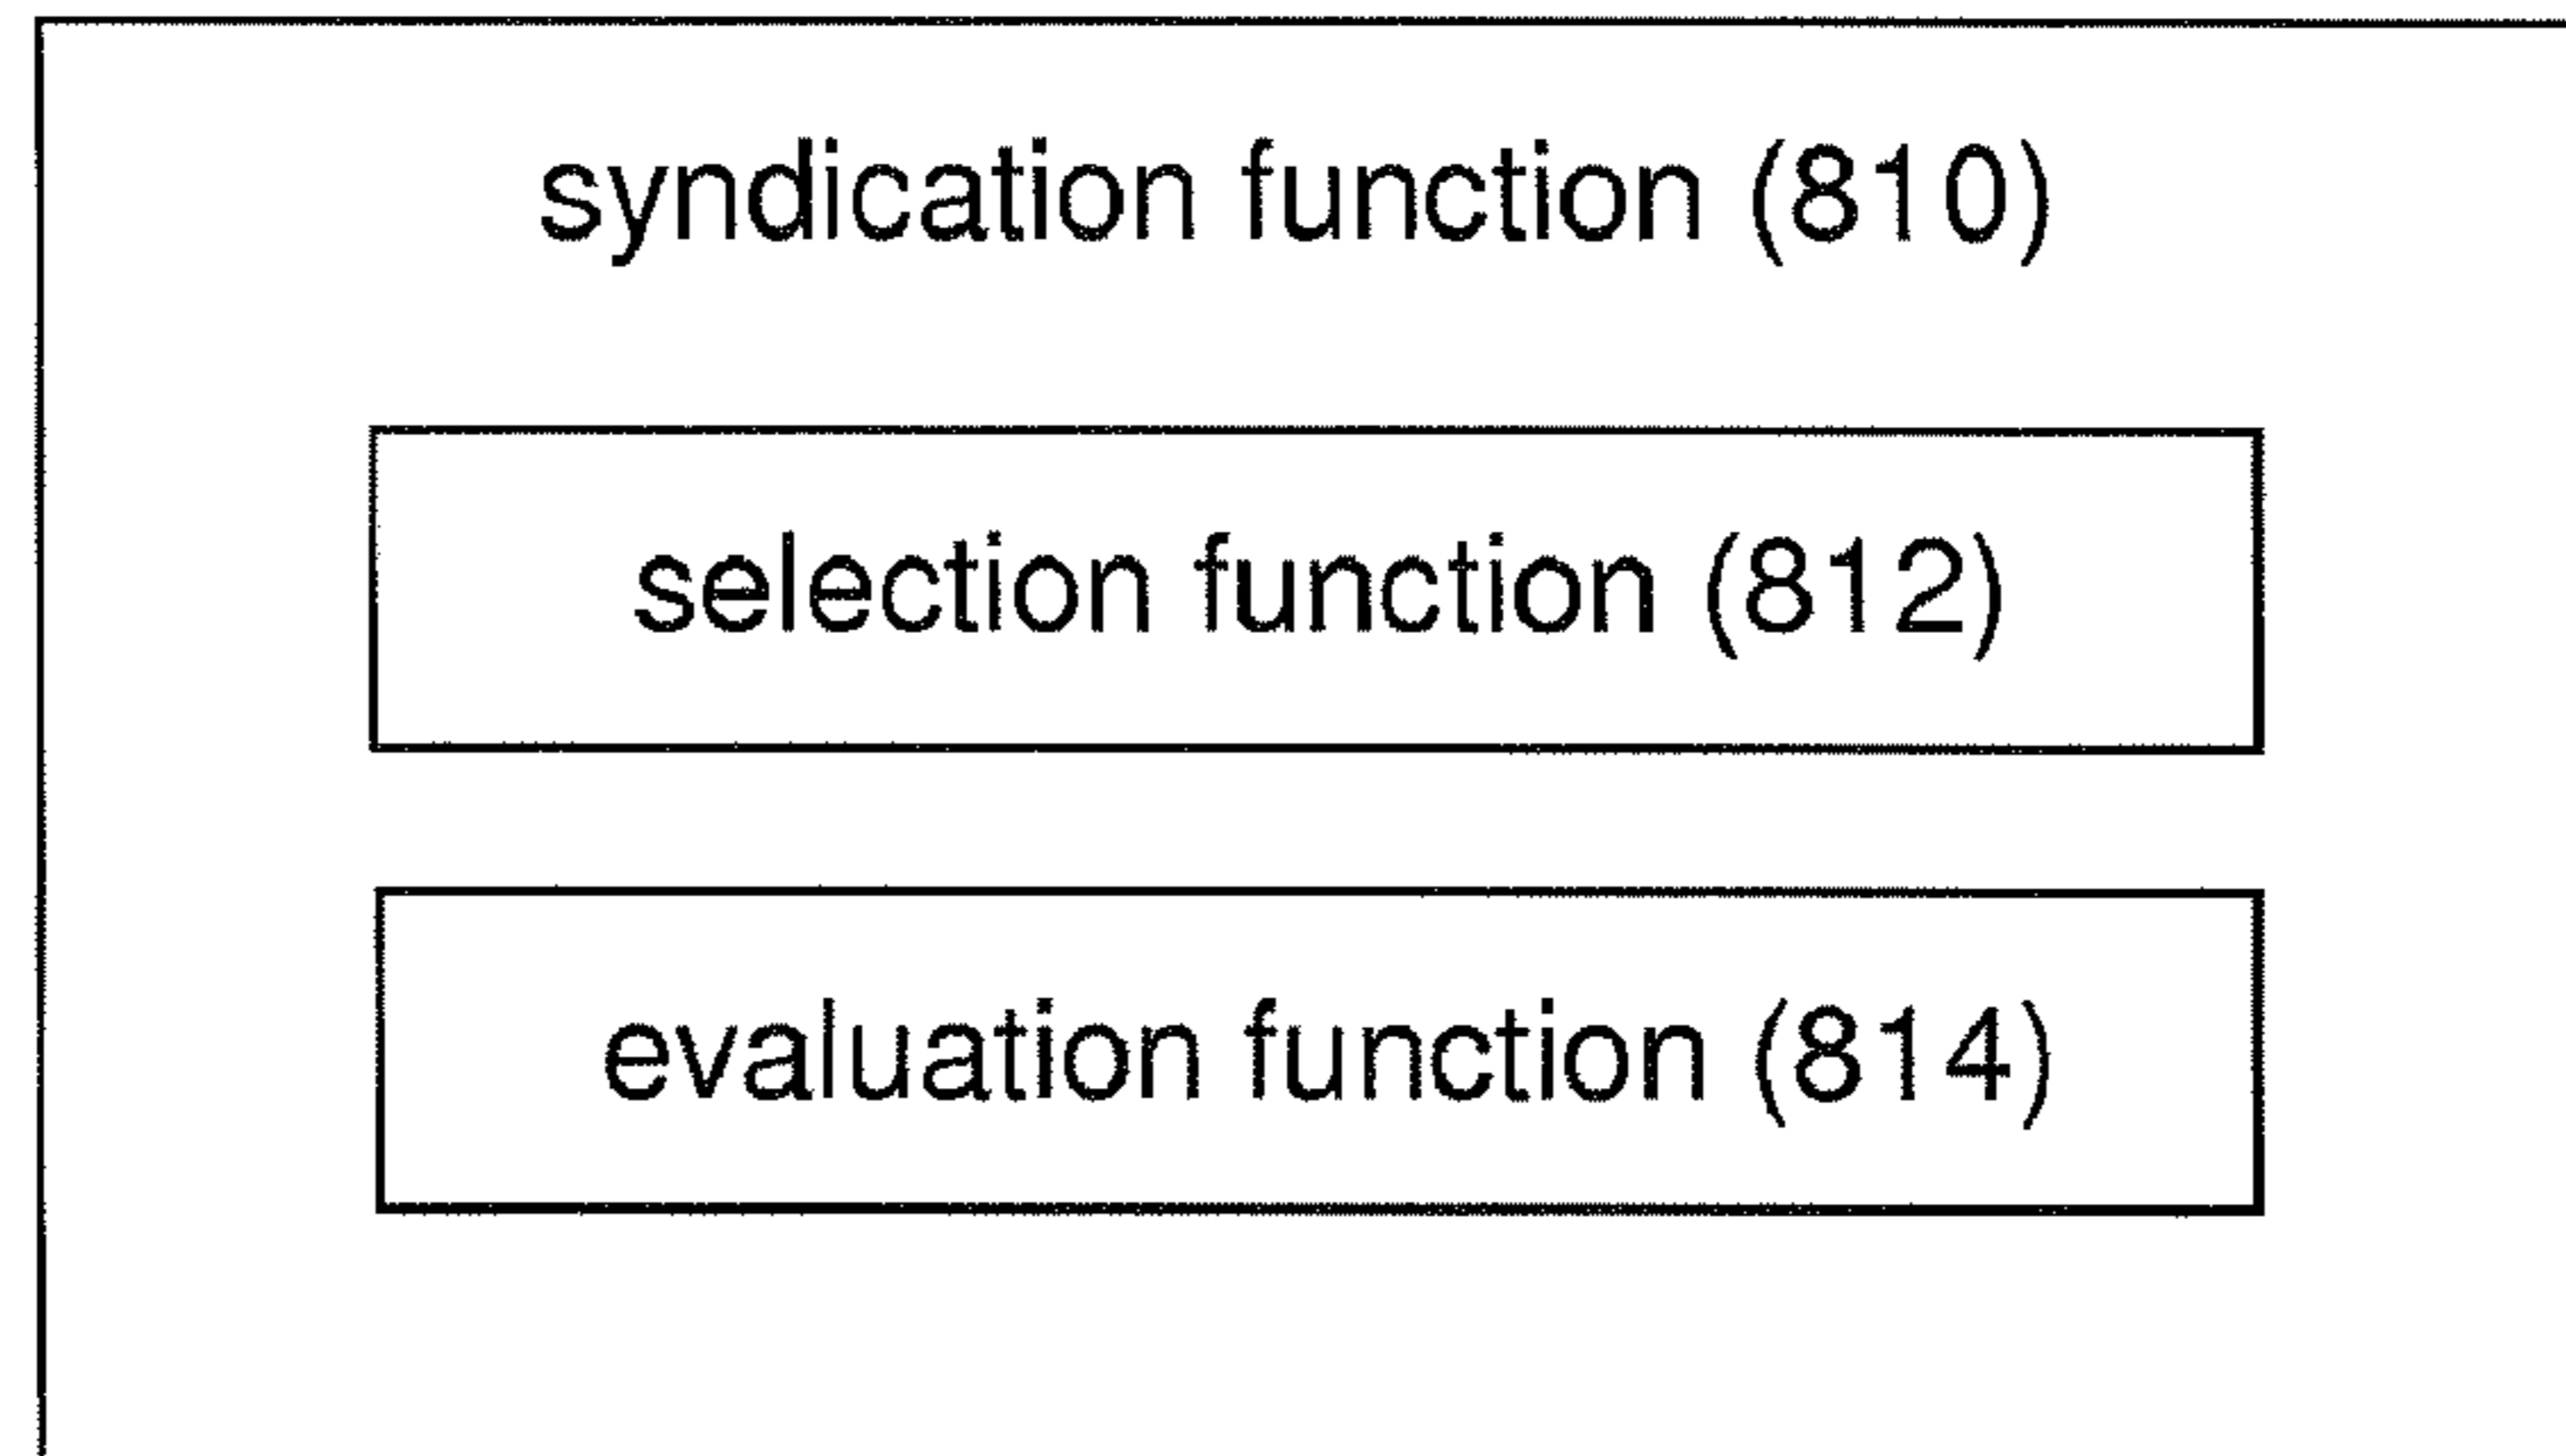 syndication function (810)
selection function (812)
evaluation function (814)